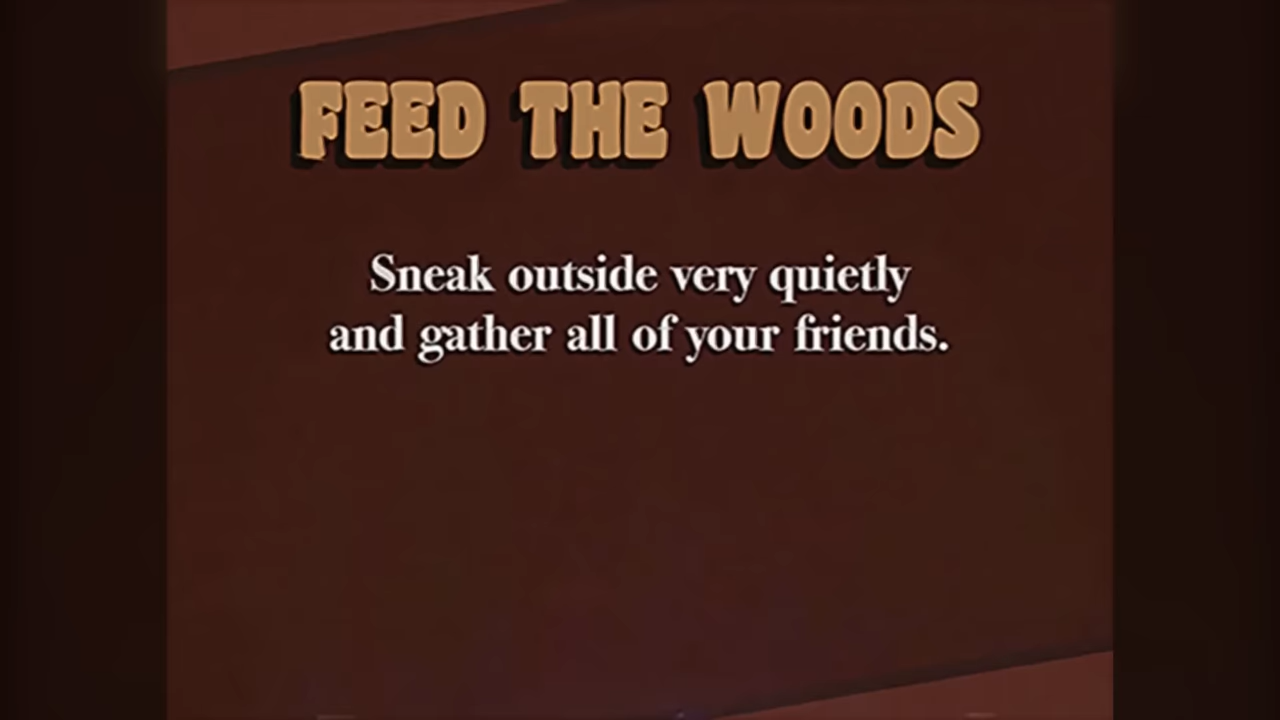 FEED THE WOODS
Sneak outside very quietly
and gather all of your friends.